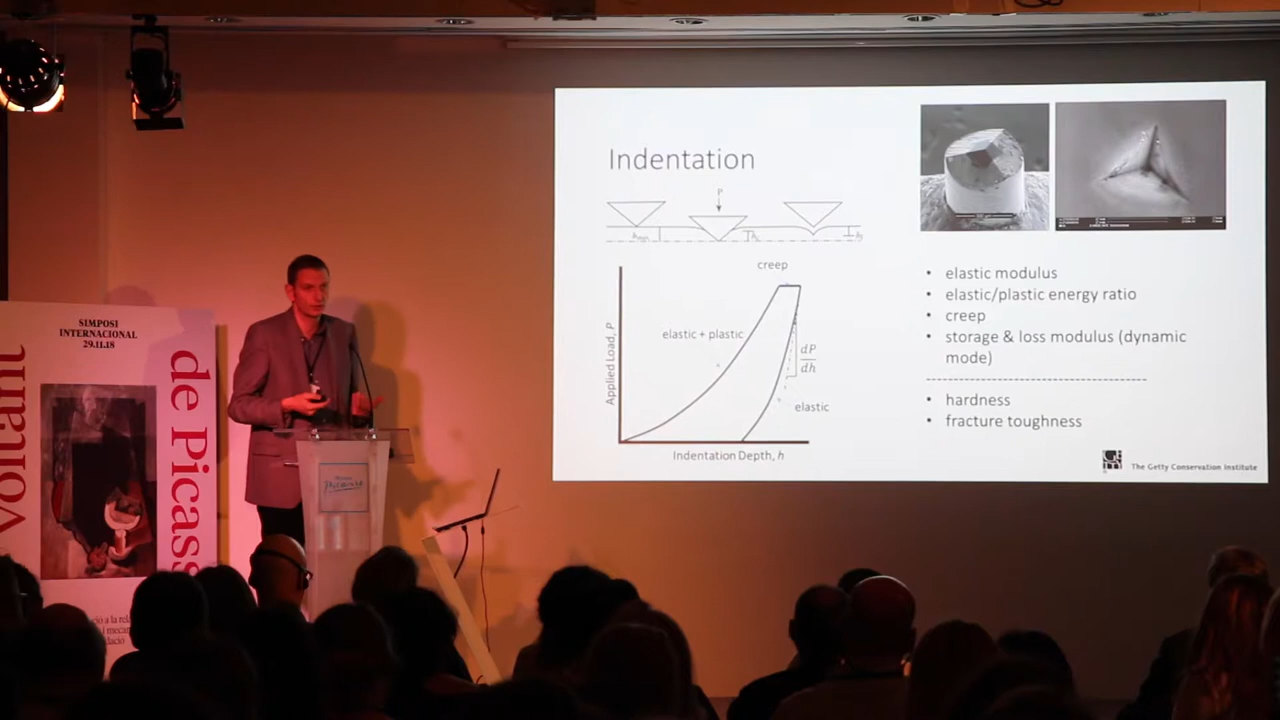 SIMPOSI
INTERNACIONAL
29.11.18
voltant
de Picass
Indentation
P
creep
elastic + plastic
dP
dh
elastic
Applied Load, P
Indentation Depth, h
• elastic modulus
• elastic/plastic energy ratio
• creep
• storage & loss modulus (dynamic
mode)
• hardness
• fracture toughness
The Getty Conservation Institute